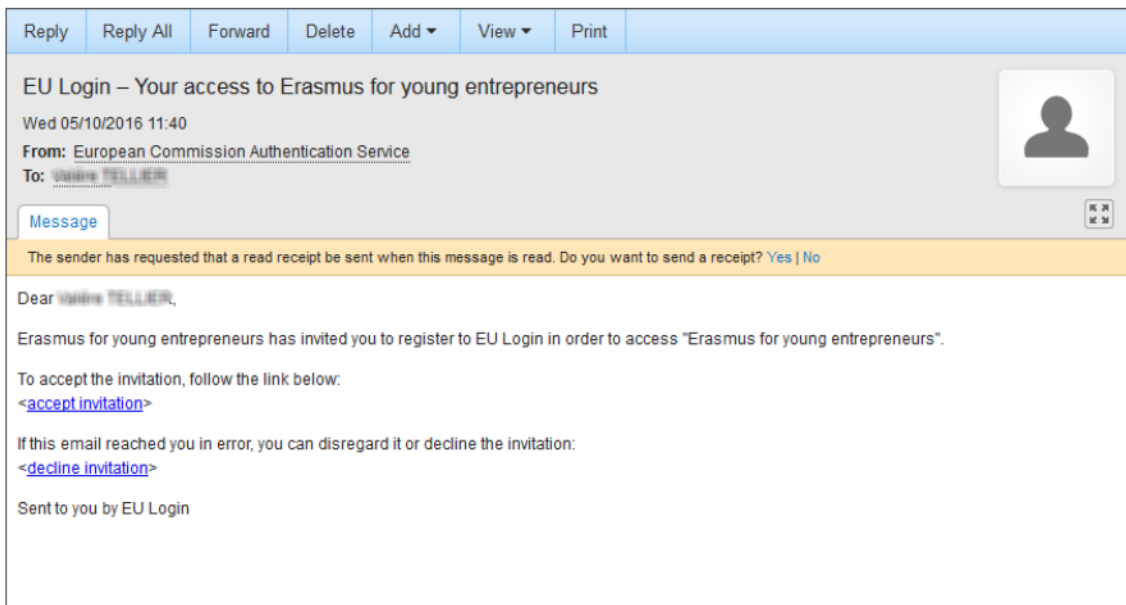 Reply Reply All Forward Delete Add View Print
EU Login – Your access to Erasmus for young entrepreneurs
Wed 05/10/2016 11:40
From: European Commission Authentication Service
To: TELLIER
Message
The sender has requested that a read receipt be sent when this message is read. Do you want to send a receipt? Yes | No
Dear TELLIER,
Erasmus for young entrepreneurs has invited you to register to EU Login in order to access "Erasmus for young entrepreneurs".
To accept the invitation, follow the link below:
<accept invitation>
If this email reached you in error, you can disregard it or decline the invitation:
<decline invitation>
Sent to you by EU Login